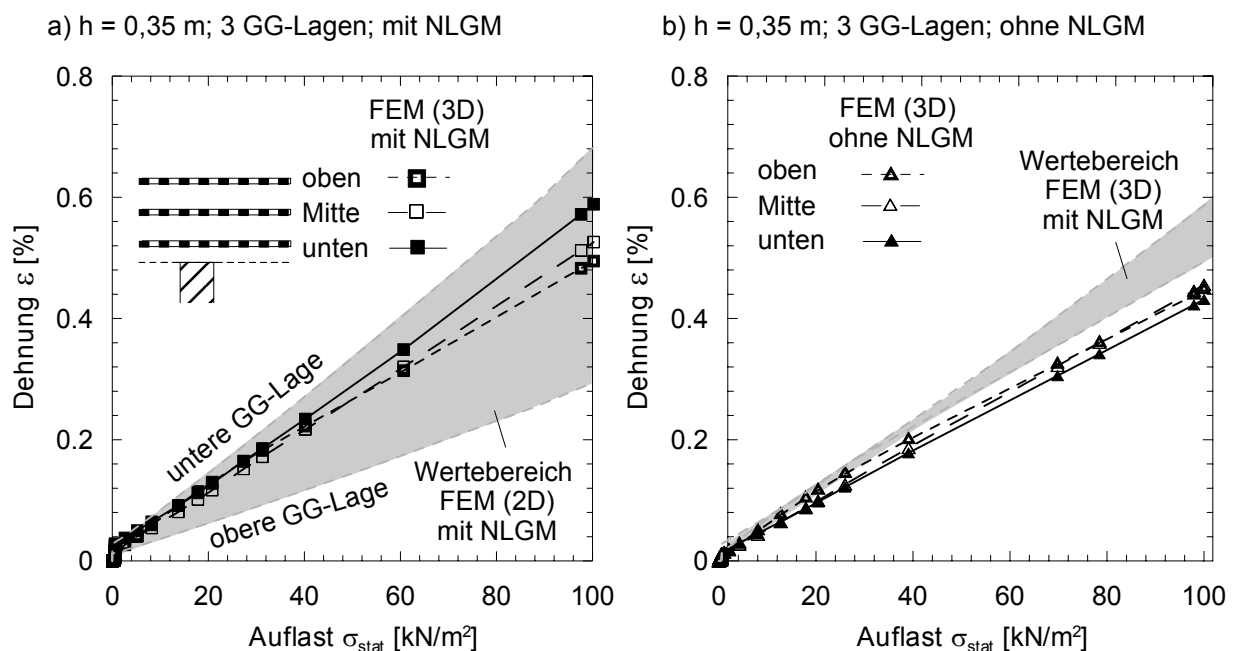 a) h = 0,35 m; 3 GG-Lagen; mit NLGM
0.8
0.6
0.4
0.2
0
Dehnung ε [%]
FEM (3D)
mit NLGM
oben
Mitte
unten
untere GG-Lage
obere GG-Lage
Wertebereich
FEM (2D)
mit NLGM
0 20 40 60 80 100
Auflast σstat [kN/m²]
b) h = 0,35 m; 3 GG-Lagen; ohne NLGM
0.8
0.6
0.4
0.2
0
Dehnung ε [%]
FEM (3D)
ohne NLGM
oben
Mitte
unten
Wertebereich
FEM (3D)
mit NLGM
0 20 40 60 80 100
Auflast σstat [kN/m²]